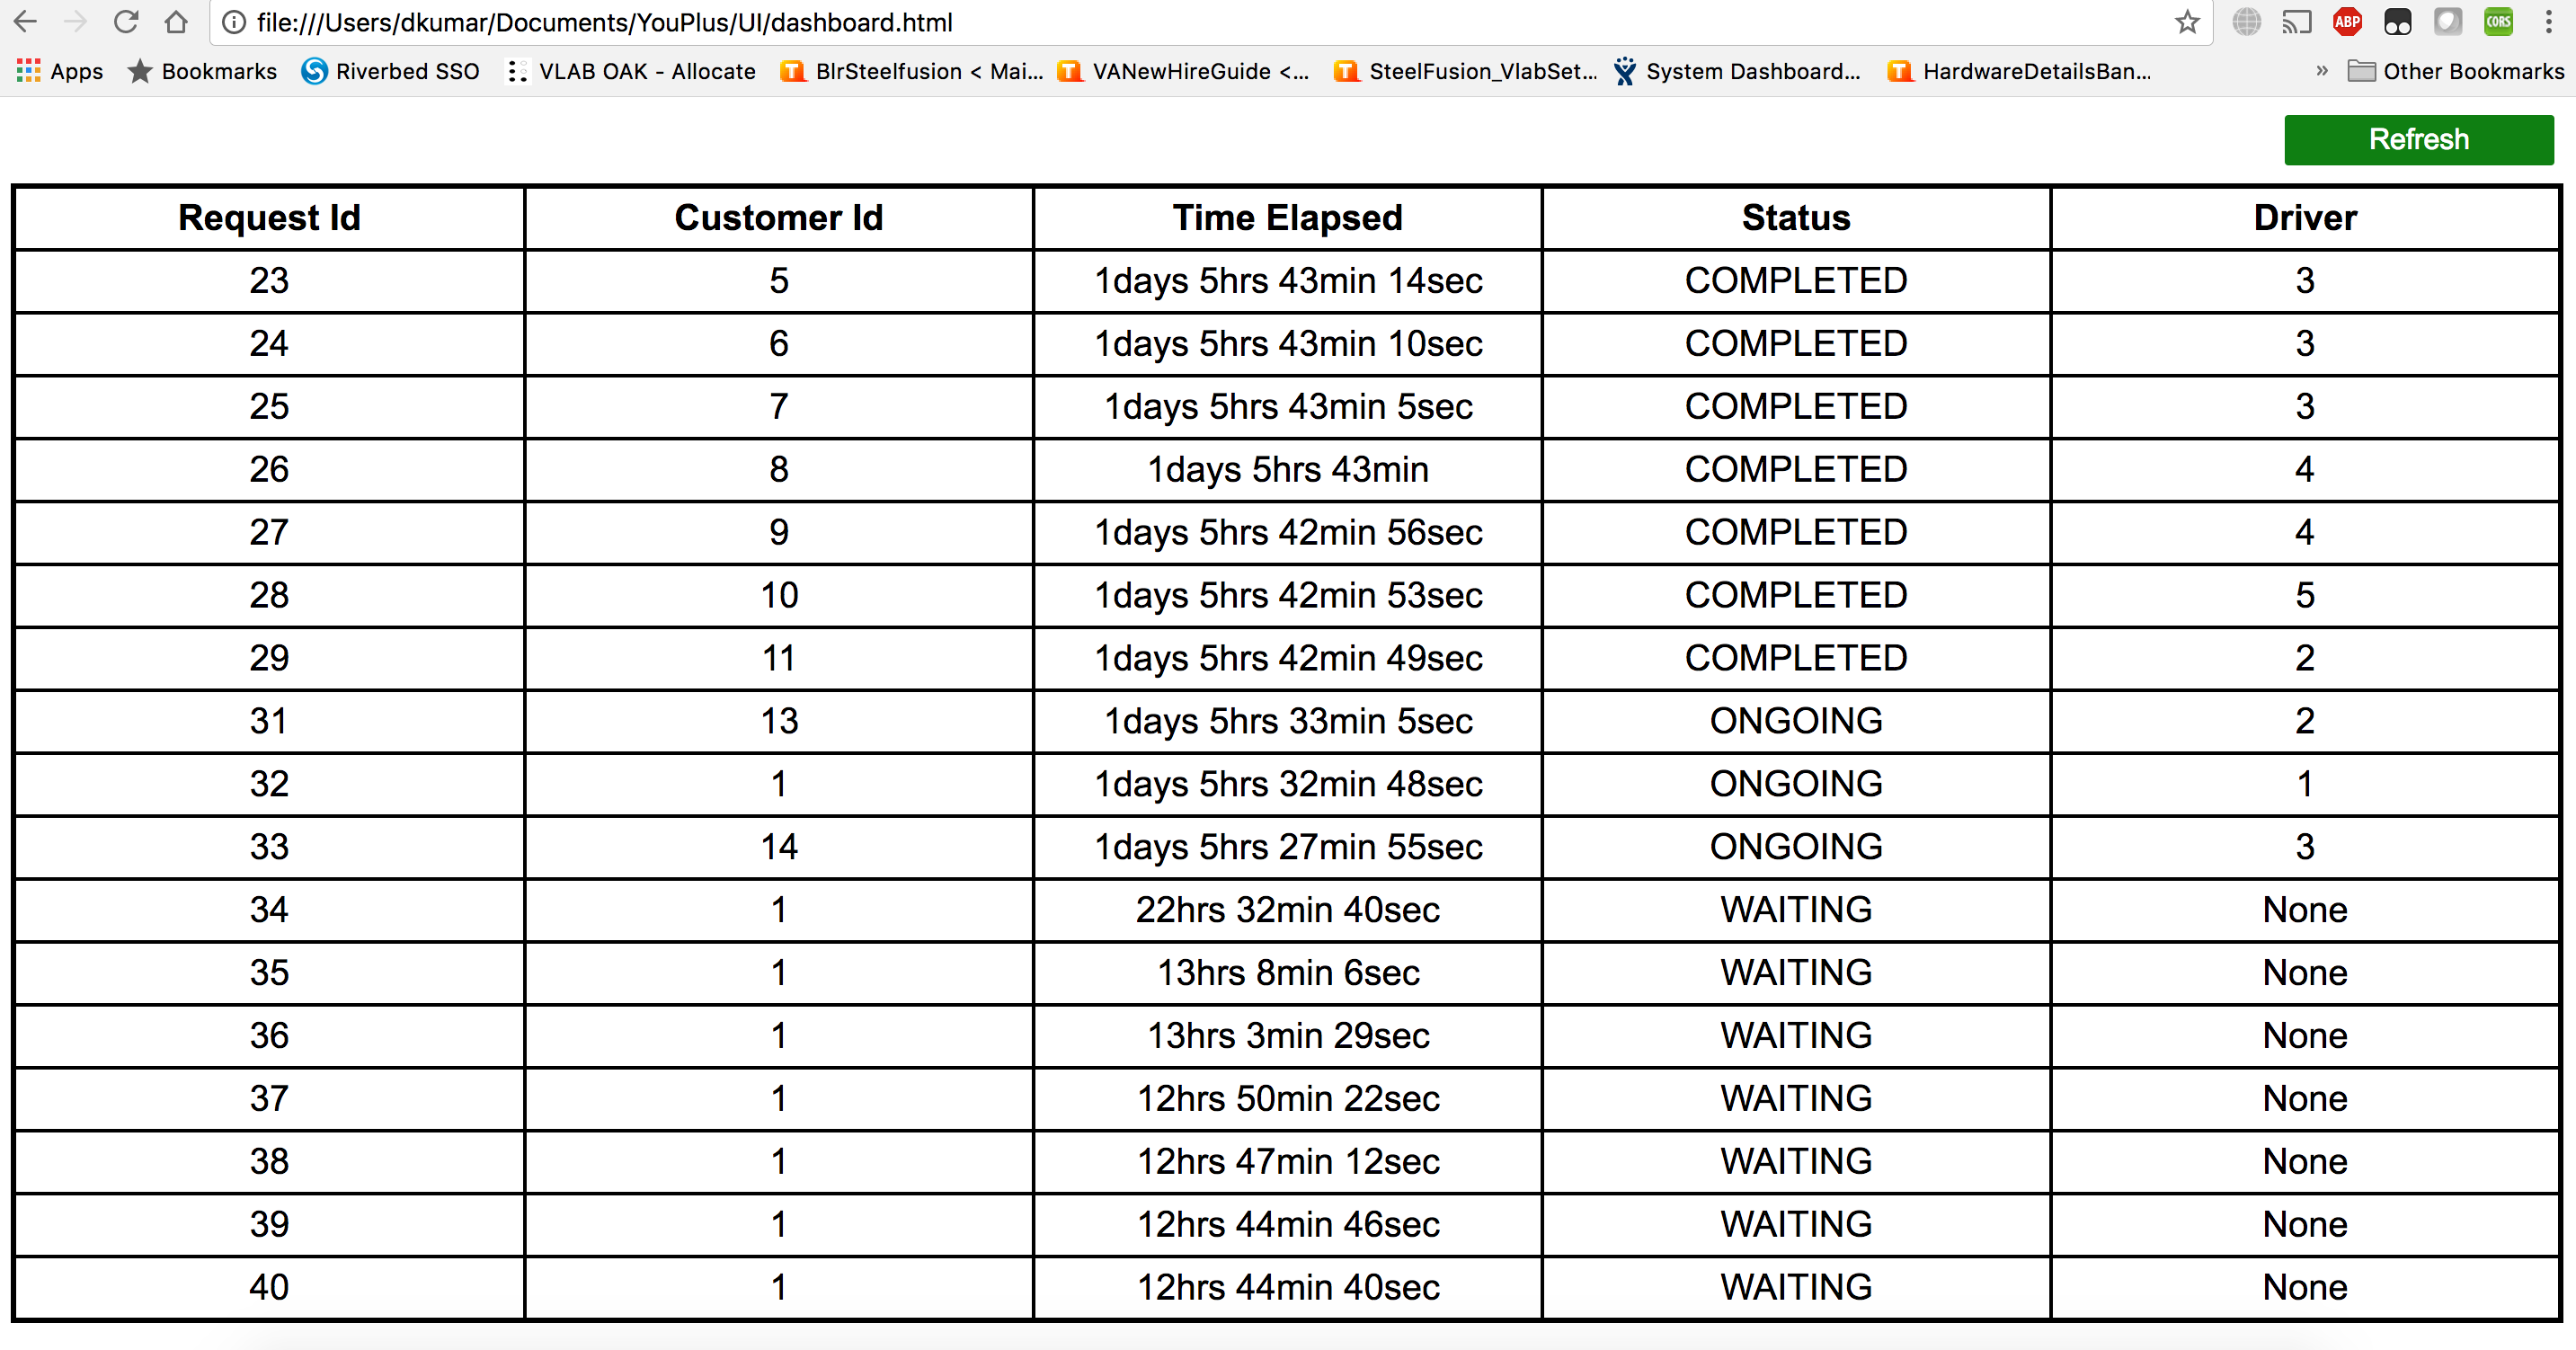 file:///Users/dkumar/Documents/YouPlus/UI/dashboard.html ABP CORS
Apps Bookmarks Riverbed SSO VLAB OAK - Allocate BlrSteelfusion < Mai... VANewHireGuide <... SteelFusion_VlabSet... System Dashboard... HardwareDetailsBan... » Other Bookmarks
Refresh
Request Id Customer Id Time Elapsed Status Driver
23 5 1days 5hrs 43min 14sec COMPLETED 3
24 6 1days 5hrs 43min 10sec COMPLETED 3
25 7 1days 5hrs 43min 5sec COMPLETED 3
26 8 1days 5hrs 43min COMPLETED 4
27 9 1days 5hrs 42min 56sec COMPLETED 4
28 10 1days 5hrs 42min 53sec COMPLETED 5
29 11 1days 5hrs 42min 49sec COMPLETED 2
31 13 1days 5hrs 33min 5sec ONGOING 2
32 1 1days 5hrs 32min 48sec ONGOING 1
33 14 1days 5hrs 27min 55sec ONGOING 3
34 1 22hrs 32min 40sec WAITING None
35 1 13hrs 8min 6sec WAITING None
36 1 13hrs 3min 29sec WAITING None
37 1 12hrs 50min 22sec WAITING None
38 1 12hrs 47min 12sec WAITING None
39 1 12hrs 44min 46sec WAITING None
40 1 12hrs 44min 40sec WAITING None